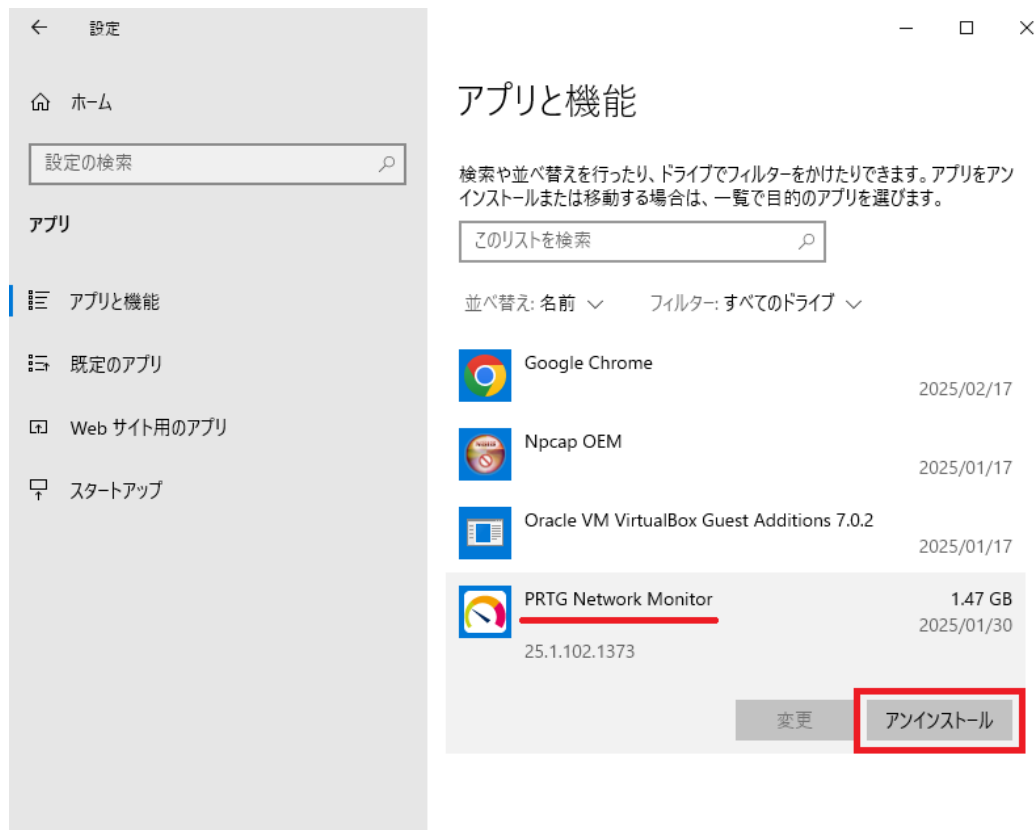 設定
ホーム
設定の検索
アプリ
アプリと機能
既定のアプリ
Web サイト用のアプリ
スタートアップ
アプリと機能
検索や並べ替えを行ったり、ドライブでフィルターをかけたりできます。アプリをアン
インストールまたは移動する場合は、一覧で目的のアプリを選びます。
このリストを検索
並べ替え: 名前 フィルター: すべてのドライブ
Google Chrome
2025/02/17
Npcap OEM
2025/01/17
Oracle VM VirtualBox Guest Additions 7.0.2
2025/01/17
PRTG Network Monitor 1.47 GB
2025/01/30
25.1.102.1373
変更 アンインストール